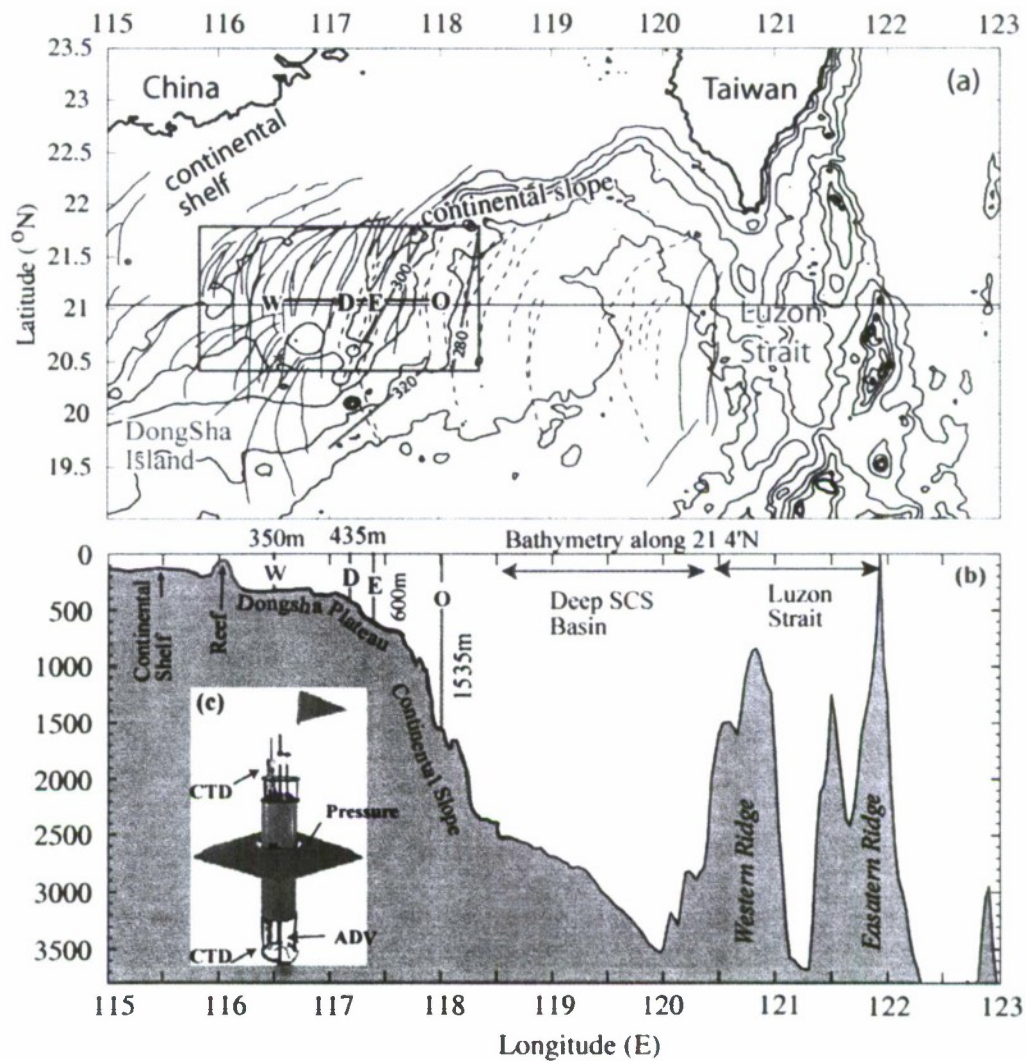 115 116 117 118 119 120 121 122 123
23.5
(a)
China
Taiwan
23
continental
shelf
22.5
continental slope
22
Latitude (°N)
21.5
300
W D E O
21
Luzon
280
20.5
Strait
320
20
DongSha
Island
19.5
350m 435m Bathymetry along 21 4'N
0
(b)
W D E 600m O
Continental
Shelf
Reef
Dongsha Plateau
Deep SCS
Basin
Luzon
Strait
500
1000
1535m
1500
Continental Slope
(c)
CTD
Pressure
ADV
CTD
2000
2500
3000
3500
Western Ridge
Easatern Ridge
115 116 117 118 119 120 121 122 123
Longitude (E)